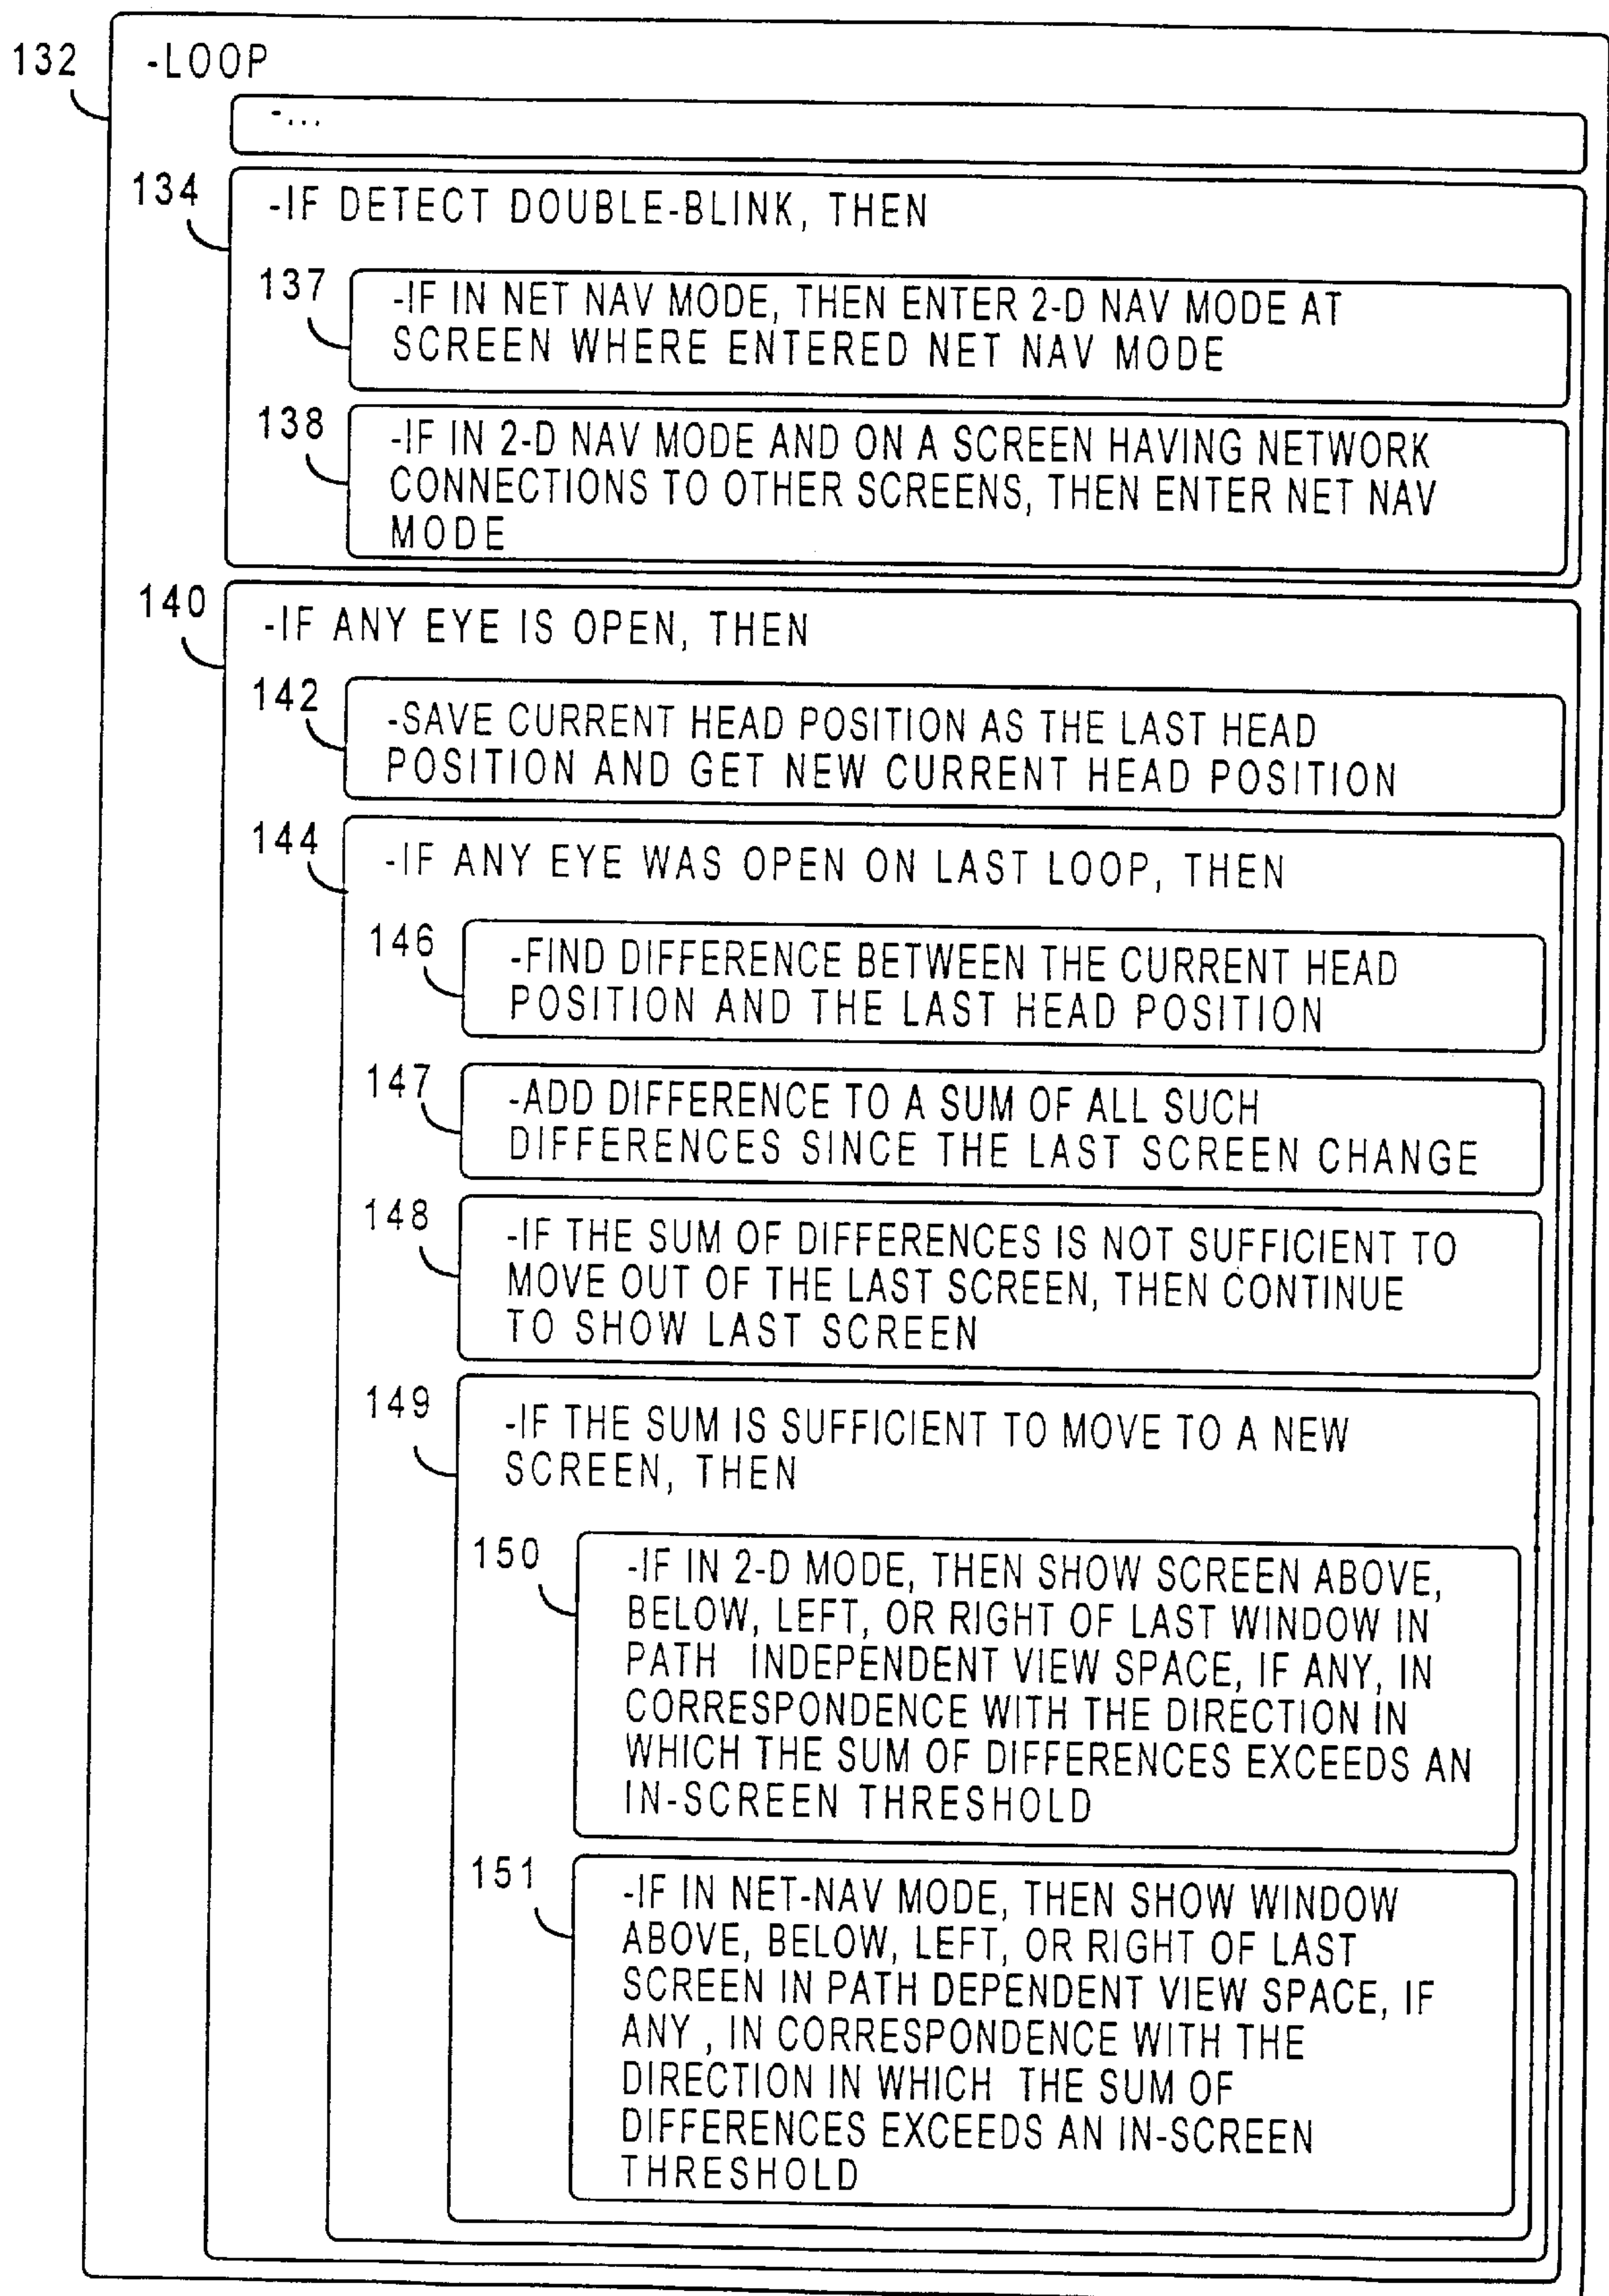 132 -LOOP
-...
134 -IF DETECT DOUBLE-BLINK, THEN
137 -IF IN NET NAV MODE, THEN ENTER 2-D NAV MODE AT
SCREEN WHERE ENTERED NET NAV MODE
138 -IF IN 2-D NAV MODE AND ON A SCREEN HAVING NETWORK
CONNECTIONS TO OTHER SCREENS, THEN ENTER NET NAV
MODE
140 -IF ANY EYE IS OPEN, THEN
142 -SAVE CURRENT HEAD POSITION AS THE LAST HEAD
POSITION AND GET NEW CURRENT HEAD POSITION
144 -IF ANY EYE WAS OPEN ON LAST LOOP, THEN
146 -FIND DIFFERENCE BETWEEN THE CURRENT HEAD
POSITION AND THE LAST HEAD POSITION
147 -ADD DIFFERENCE TO A SUM OF ALL SUCH
DIFFERENCES SINCE THE LAST SCREEN CHANGE
148 -IF THE SUM OF DIFFERENCES IS NOT SUFFICIENT TO
MOVE OUT OF THE LAST SCREEN, THEN CONTINUE
TO SHOW LAST SCREEN
149 -IF THE SUM IS SUFFICIENT TO MOVE TO A NEW
SCREEN, THEN
150 -IF IN 2-D MODE, THEN SHOW SCREEN ABOVE,
BELOW, LEFT, OR RIGHT OF LAST WINDOW IN
PATH INDEPENDENT VIEW SPACE, IF ANY, IN
CORRESPONDENCE WITH THE DIRECTION IN
WHICH THE SUM OF DIFFERENCES EXCEEDS AN
IN-SCREEN THRESHOLD
151 -IF IN NET-NAV MODE, THEN SHOW WINDOW
ABOVE, BELOW, LEFT, OR RIGHT OF LAST
SCREEN IN PATH DEPENDENT VIEW SPACE, IF
ANY , IN CORRESPONDENCE WITH THE
DIRECTION IN WHICH THE SUM OF
DIFFERENCES EXCEEDS AN IN-SCREEN
THRESHOLD